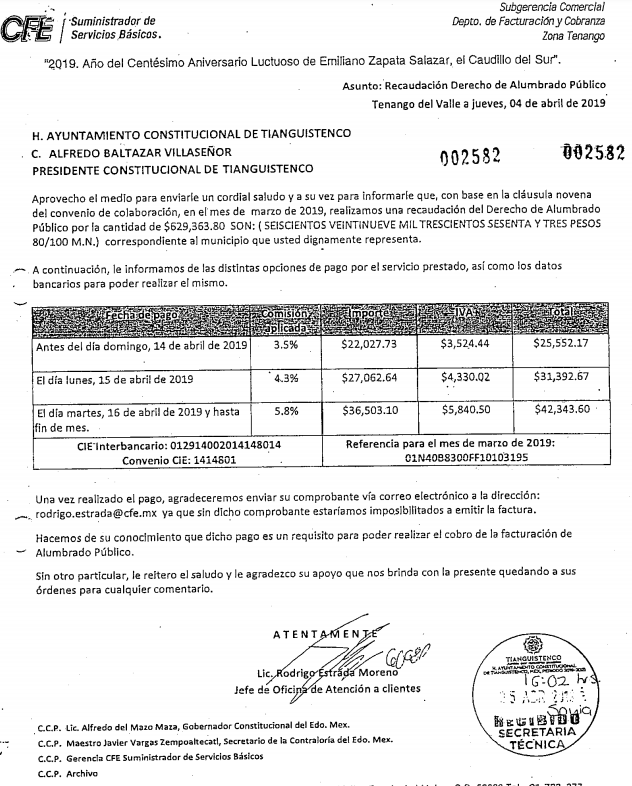 CFE
Suministrador de
Servicios Básicos.
Subgerencia Comercial
Depto. de Facturación y Cobranza
Zona Tenango
"2019. Año del Centésimo Aniversario Luctuoso de Emiliano Zapata Salazar, el Caudillo del Sur".
Asunto: Recaudación Derecho de Alumbrado Público
Tenango del Valle a jueves, 04 de abril de 2019
H. AYUNTAMIENTO CONSTITUCIONAL DE TIANGUISTENCO
C. ALFREDO BALTAZAR VILLASEÑOR
PRESIDENTE CONSTITUCIONAL DE TIANGUISTENCO
002582 002582
Aprovecho el medio para enviarle un cordial saludo y a su vez para informarle que, con base en la cláusula novena
del convenio de colaboración, en el mes de marzo de 2019, realizamos una recaudación del Derecho de Alumbrado
Público por la cantidad de $629,363.80 SON: ( SEISCIENTOS VEINTINUEVE MIL TRESCIENTOS SESENTA Y TRES PESOS
80/100 M.N.) correspondiente al municipio que usted dignamente representa.
A continuación, le informamos de las distintas opciones de pago por el servicio prestado, así como los datos
bancarios para poder realizar el mismo.
Fecha de pago Comisión aplicada Importe IVA Total
Antes del día domingo, 14 de abril de 2019 3.5% $22,027.73 $3,524.44 $25,552.17
El día lunes, 15 de abril de 2019 4.3% $27,062.64 $4,330.02 $31,392.67
El día martes, 16 de abril de 2019 y hasta 5.8% $36,503.10 $5,840.50 $42,343.60
fin de mes.
CIE Interbancario: 012914002014148014
Convenio CIE: 1414801
Referencia para el mes de marzo de 2019:
01N40B8300FF10103195
Una vez realizado el pago, agradeceremos enviar su comprobante vía correo electrónico a la dirección:
rodrigo.estrada@cfe.mx ya que sin dicho comprobante estaríamos imposibilitados a emitir la factura.
Hacemos de su conocimiento que dicho pago es un requisito para poder realizar el cobro de la facturación de
Alumbrado Público.
Sin otro particular, le reitero el saludo y le agradezco su apoyo que nos brinda con la presente quedando a sus
órdenes para cualquier comentario.
ATENTAMENTE
Lic. Rodrigo Estrada Moreno
Jefe de Oficina de Atención a clientes
TIANGUISTENCO
H. AYUNTAMIENTO CONSTITUCIONAL
16:02 hrs
RECIBIDO
SECRETARIA
TÉCNICA
C.C.P. Lic. Alfredo del Mazo Maza, Gobernador Constitucional del Edo. Mex.
C.C.P. Maestro Javier Vargas Zempoaltecatl, Secretario de la Contraloría del Edo. Mex.
C.C.P. Gerencia CFE Suministrador de Servicios Básicos
C.C.P. Archivo